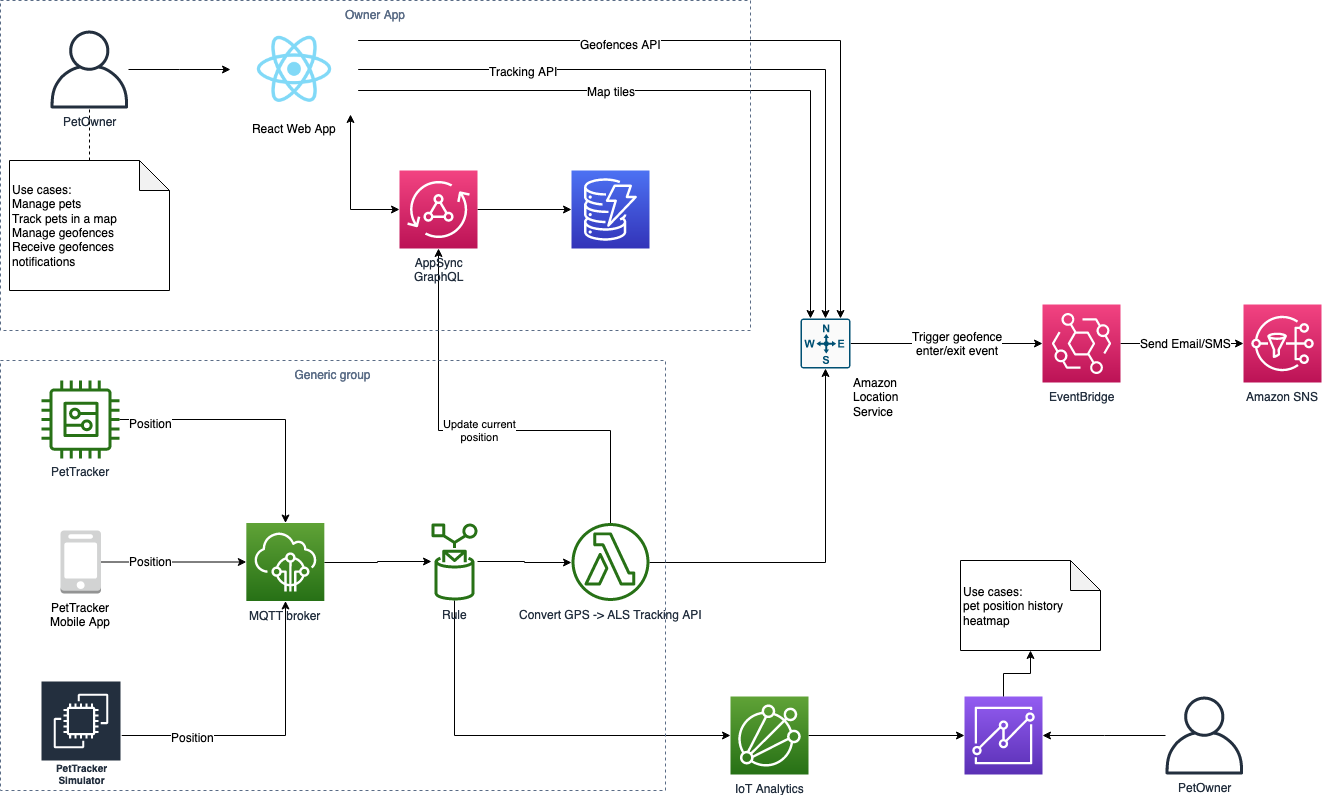 Owner App
Geofences API
Tracking API
Map tiles
PetOwner
React Web App
Use cases:
Manage pets
Track pets in a map
Manage geofences
Receive geofences
notifications
AppSync
GraphQL
N
W E
S
Trigger geofence
enter/exit event
Send Email/SMS
Amazon
Location
Service
EventBridge
Amazon SNS
Generic group
Position
PetTracker
Update current
position
Position
PetTracker
Mobile App
MQTT broker
Rule
Convert GPS -> ALS Tracking API
Use cases:
pet position history
heatmap
Position
PetTracker
Simulator
IoT Analytics
PetOwner